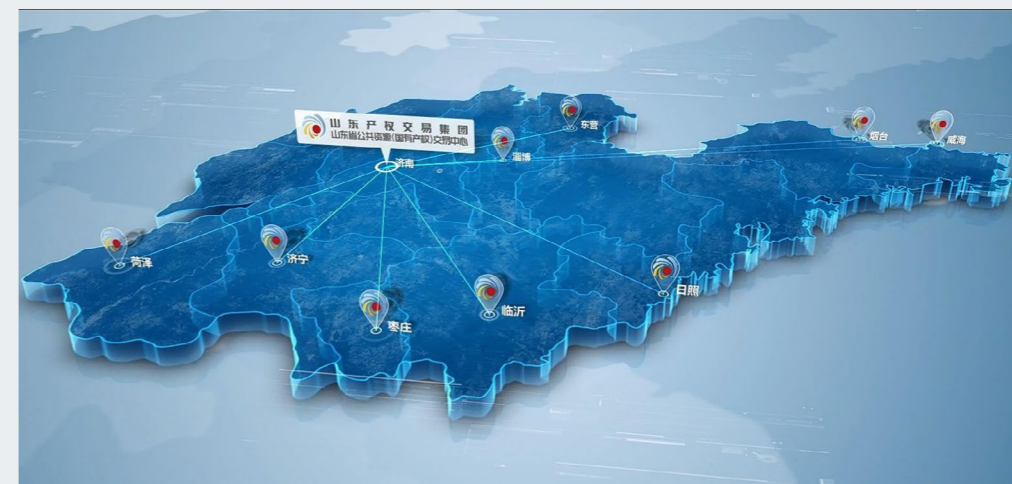 山东产权交易集团
山东省公共资源(国有产权)交易中心
济南
东营
淄博
烟台
威海
菏泽
济宁
枣庄
临沂
日照